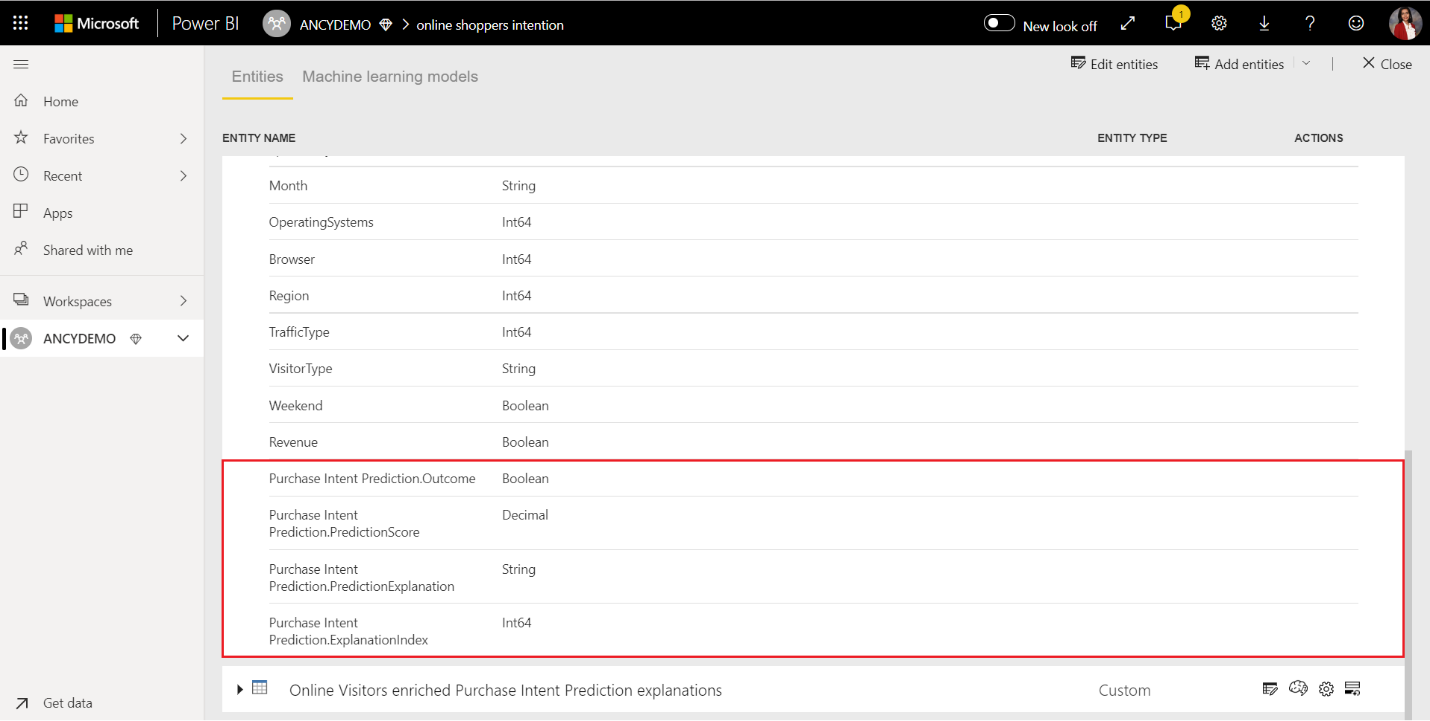 Microsoft Power BI ANCYDEMO > online shoppers intention New look off 1 ?
Edit entities Add entities Close
Entities Machine learning models
Home
Favorites
Recent
Apps
Shared with me
Workspaces
ANCYDEMO
Get data
ENTITY NAME ENTITY TYPE ACTIONS
Month String
OperatingSystems Int64
Browser Int64
Region Int64
TrafficType Int64
VisitorType String
Weekend Boolean
Revenue Boolean
Purchase Intent Prediction.Outcome Boolean
Purchase Intent Decimal
Prediction.PredictionScore
Purchase Intent String
Prediction.PredictionExplanation
Purchase Intent Int64
Prediction.ExplanationIndex
Online Visitors enriched Purchase Intent Prediction explanations Custom